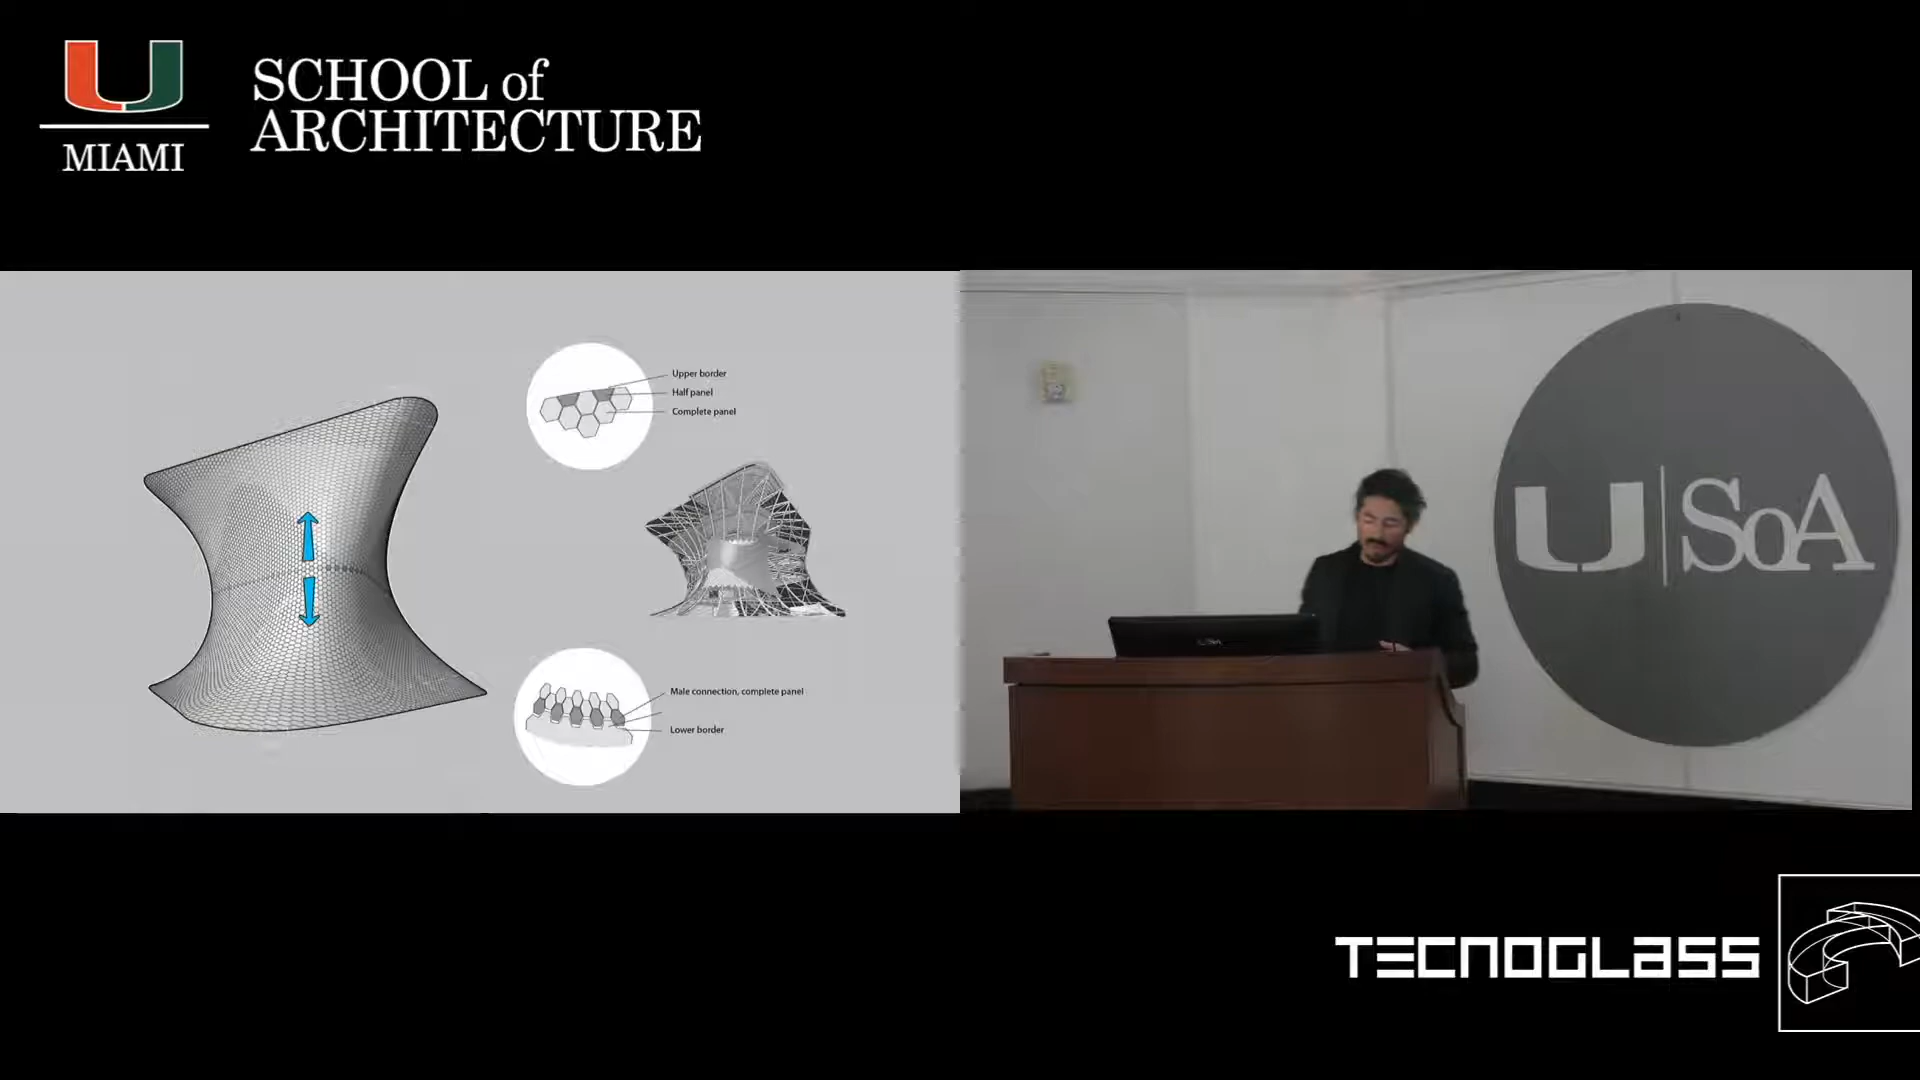 SCHOOL of
ARCHITECTURE
MIAMI
Upper border
Half panel
Complete panel
Male connection, complete panel
Lower border
U | SoA
TECNOGLASS